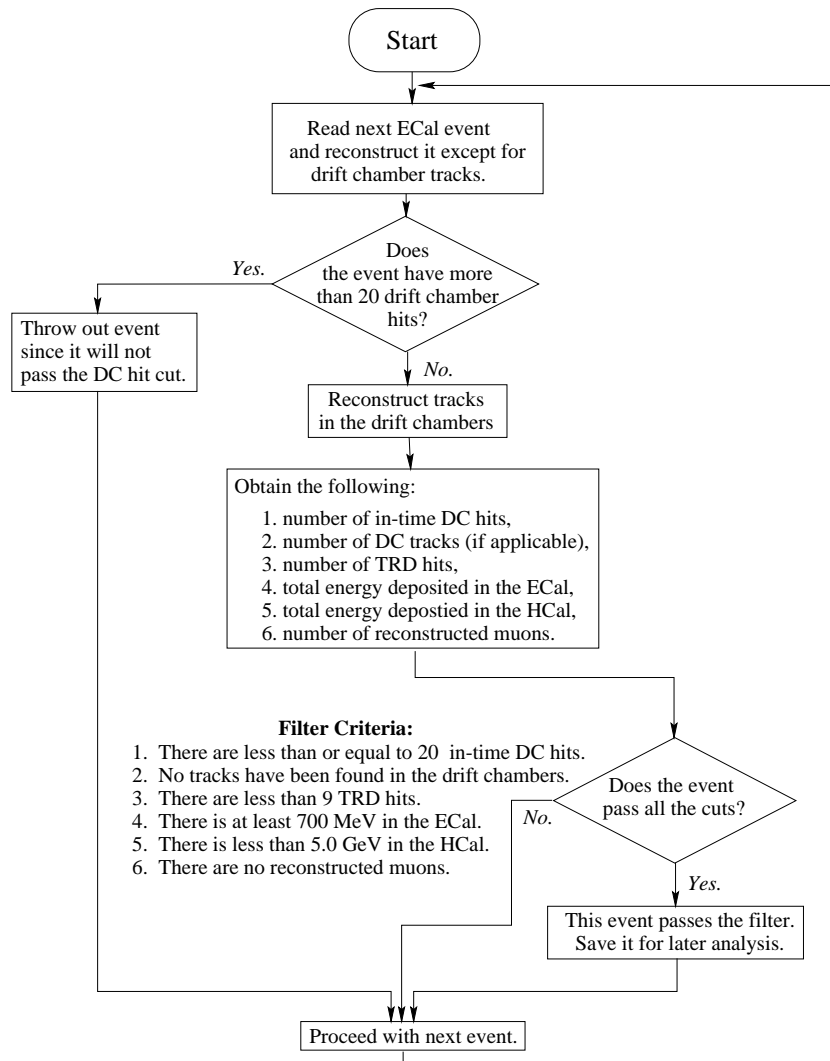 Start
Read next ECal event
and reconstruct it except for
drift chamber tracks.
Does
the event have more
than 20 drift chamber
hits?
Yes.
Throw out event
since it will not
pass the DC hit cut.
No.
Reconstruct tracks
in the drift chambers
Obtain the following:
1. number of in-time DC hits,
2. number of DC tracks (if applicable),
3. number of TRD hits,
4. total energy deposited in the ECal,
5. total energy depostied in the HCal,
6. number of reconstructed muons.
Filter Criteria:
1. There are less than or equal to 20 in-time DC hits.
2. No tracks have been found in the drift chambers.
3. There are less than 9 TRD hits.
4. There is at least 700 MeV in the ECal.
5. There is less than 5.0 GeV in the HCal.
6. There are no reconstructed muons.
Does the event
pass all the cuts?
No.
Yes.
This event passes the filter.
Save it for later analysis.
Proceed with next event.